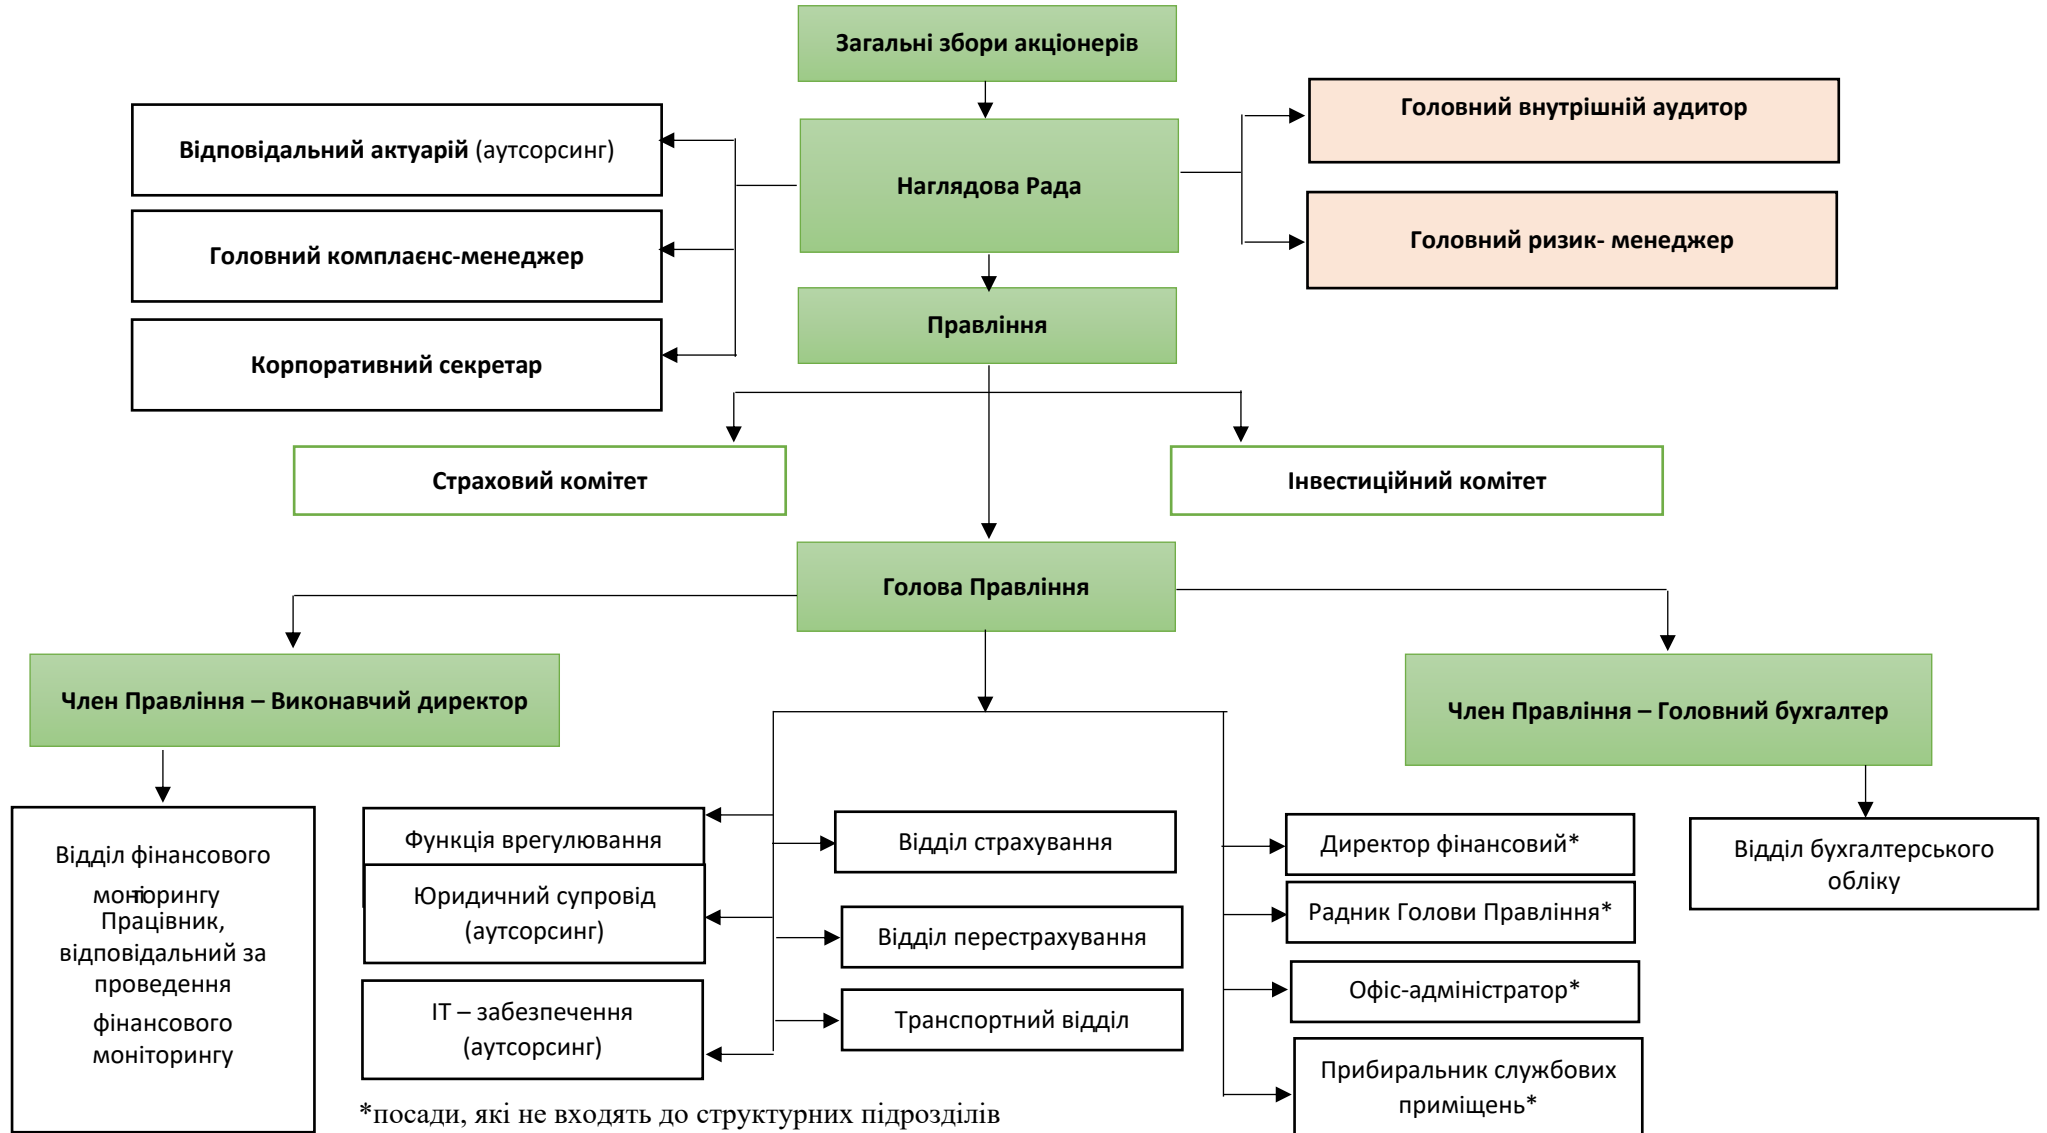 Загальні збори акціонерів
Головний внутрішній аудитор
Відповідальний актуарій (аутсорсинг)
Наглядова Рада
Головний ризик- менеджер
Головний комплаєнс-менеджер
Правління
Корпоративний секретар
Страховий комітет
Інвестиційний комітет
Голова Правління
Член Правління – Виконавчий директор
Член Правління – Головний бухгалтер
Відділ фінансового
моніторингу
Працівник,
відповідальний за
проведення
фінансового
моніторингу
Функція врегулювання
Юридичний супровід
(аутсорсинг)
ІТ – забезпечення
(аутсорсинг)
Відділ страхування
Відділ перестрахування
Транспортний відділ
Директор фінансовий*
Радник Голови Правління*
Офіс-адміністратор*
Прибиральник службових
приміщень*
Відділ бухгалтерського
обліку
*посади, які не входять до структурних підрозділів